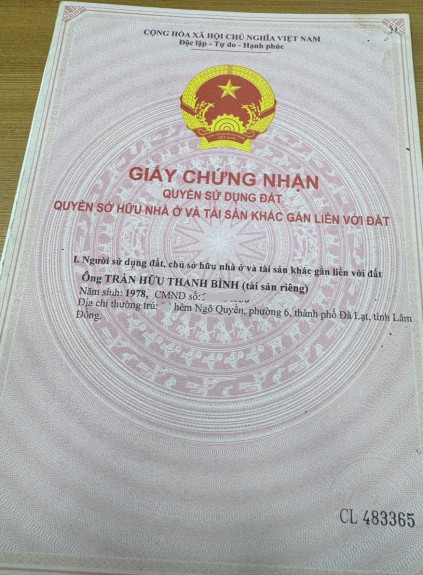 CỘNG HÒA XÃ HỘI CHỦ NGHĨA VIỆT NAM
Độc lập - Tự do - Hạnh phúc
GIẤY CHỨNG NHẬN
QUYỀN SỬ DỤNG ĐẤT
QUYỀN SỞ HỮU NHÀ Ở VÀ TÀI SẢN KHÁC GẮN LIỀN VỚI ĐẤT
I. Người sử dụng đất, chủ sở hữu nhà ở và tài sản khác gắn liền với đất
Ông TRẦN HỮU THANH BÌNH (tài sản riêng)
Năm sinh: 1978, CMND số:
Địa chỉ thường trú: hẻm Ngô Quyền, phường 6, thành phố Đà Lạt, tỉnh Lâm
Đồng.
CL 483365